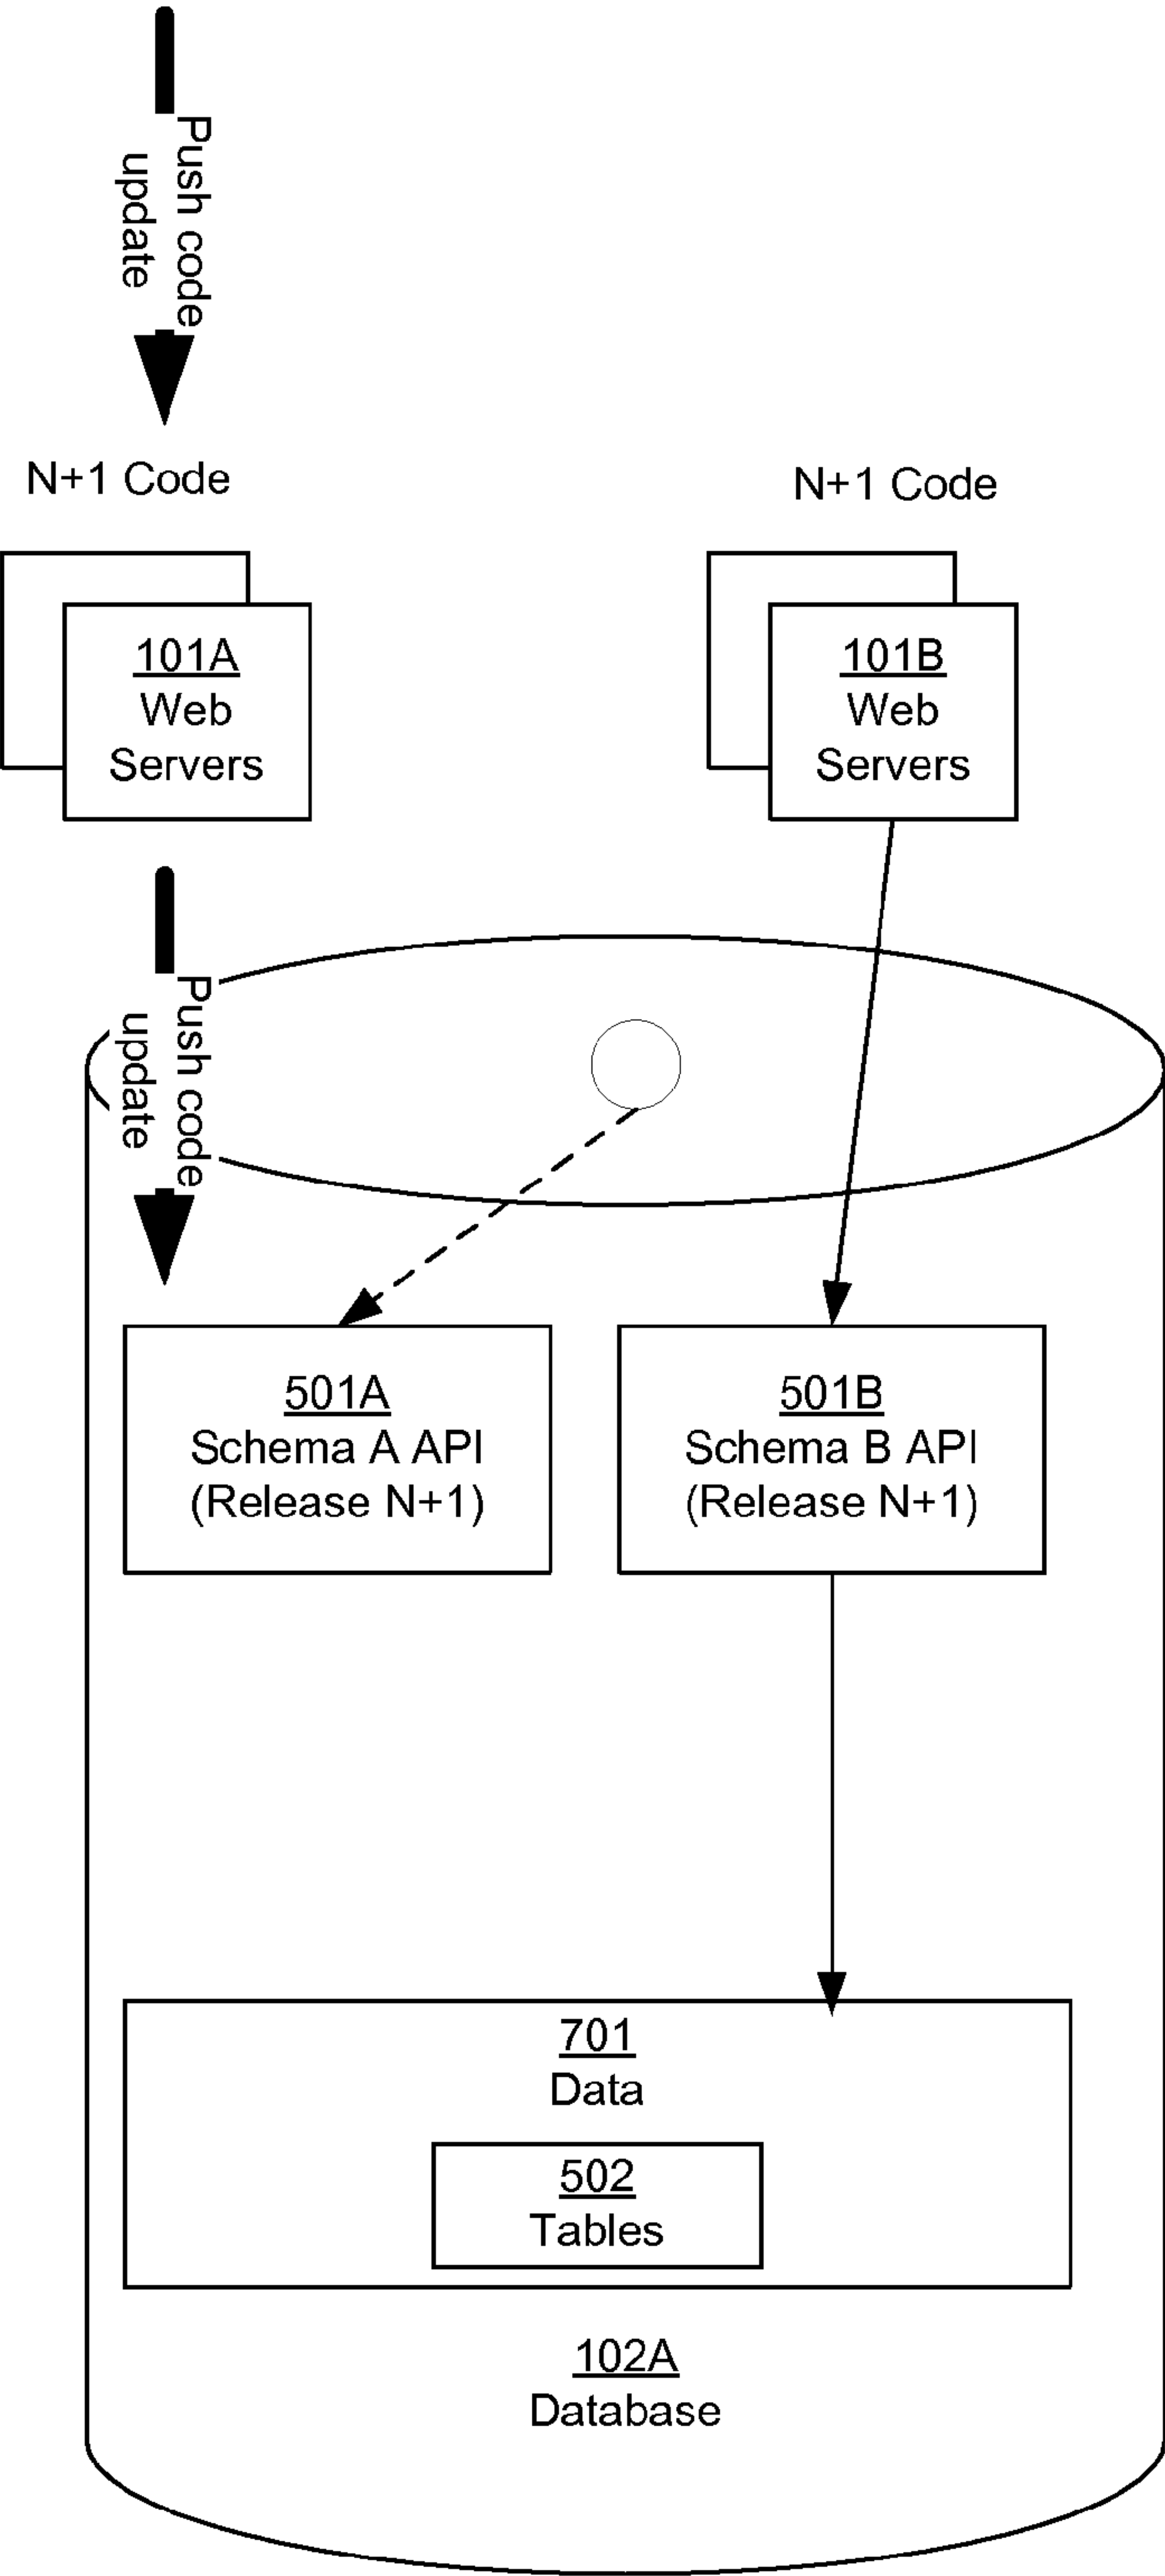 Push code
update
N+1 Code
N+1 Code
101A
Web
Servers
101B
Web
Servers
Push code
update
501A
Schema A API
(Release N+1)
501B
Schema B API
(Release N+1)
701
Data
502
Tables
102A
Database